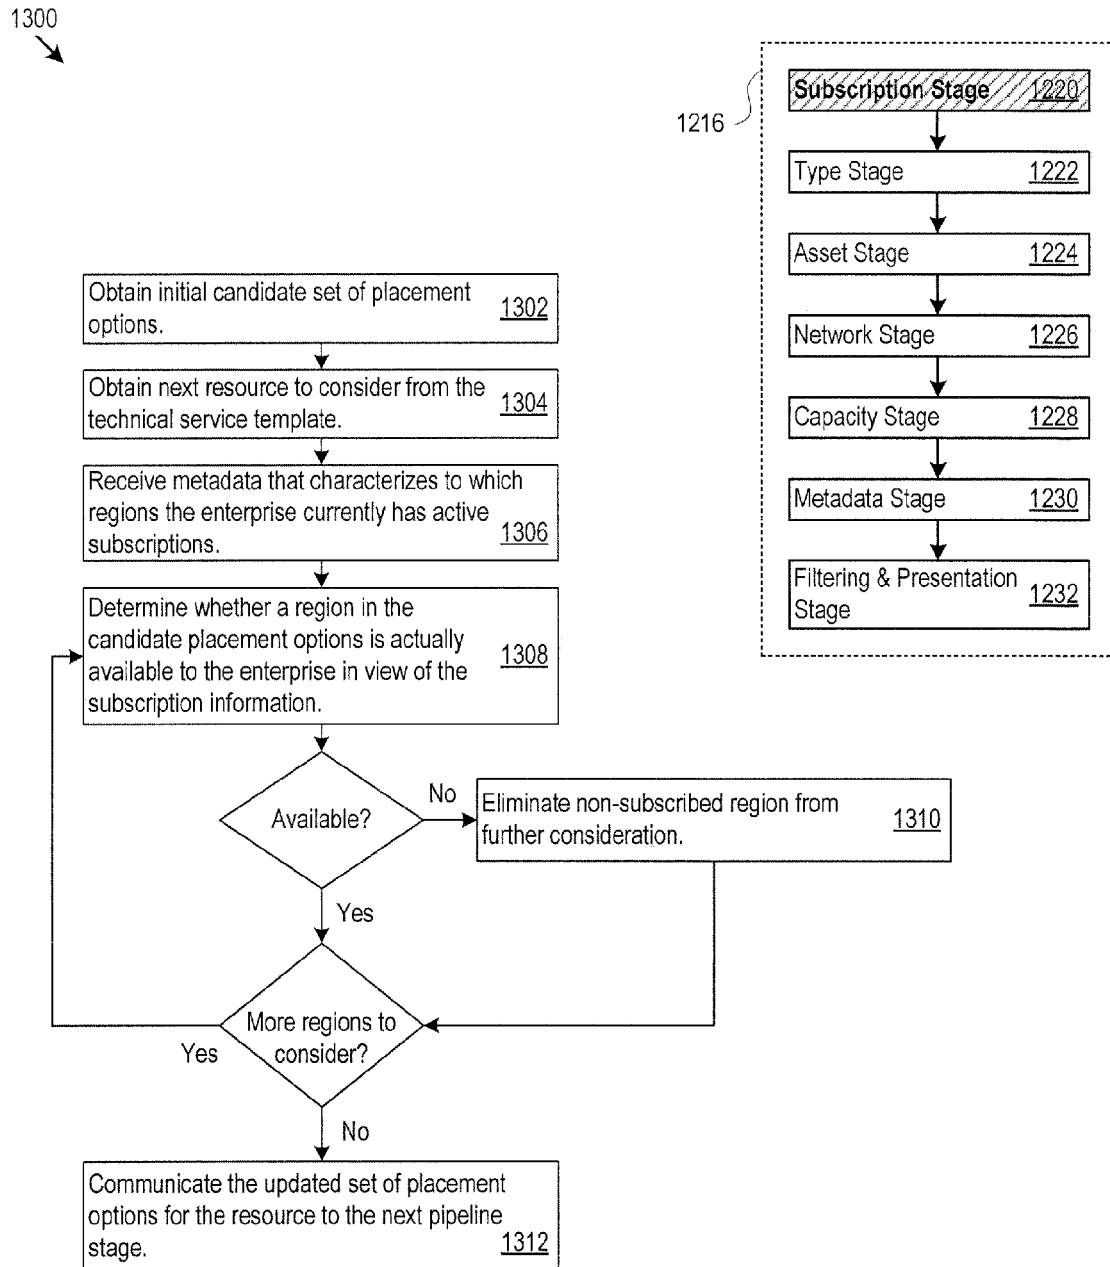 1300
1216
Subscription Stage 1220
Type Stage 1222
Asset Stage 1224
Network Stage 1226
Capacity Stage 1228
Metadata Stage 1230
Filtering & Presentation
Stage 1232
Obtain initial candidate set of placement
options. 1302
Obtain next resource to consider from the
technical service template. 1304
Receive metadata that characterizes to which
regions the enterprise currently has active
subscriptions. 1306
Determine whether a region in the
candidate placement options is actually
available to the enterprise in view of the
subscription information. 1308
Available?
No
Eliminate non-subscribed region from
further consideration. 1310
Yes
More regions to
consider?
Yes
No
Communicate the updated set of placement
options for the resource to the next pipeline
stage. 1312